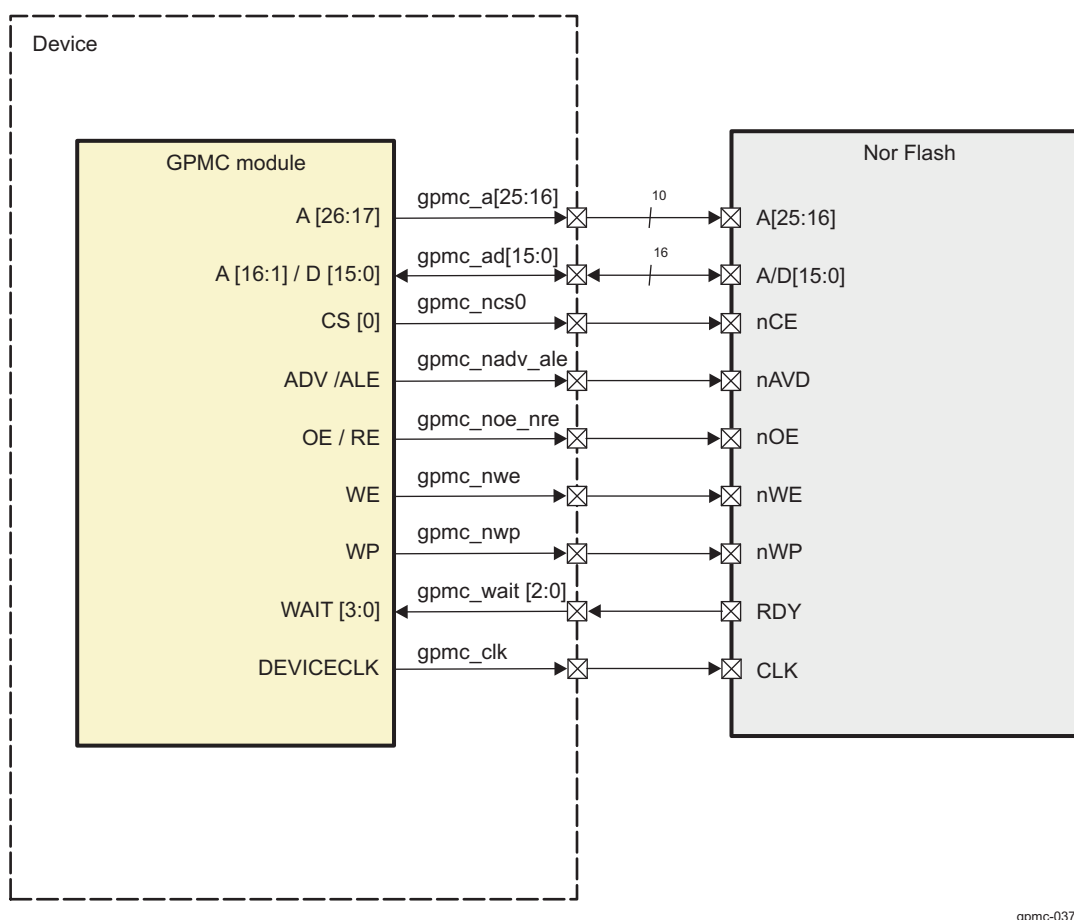 Device
GPMC module
Nor Flash
A [26:17] gpmc_a[25:16] 10 A[25:16]
A [16:1] / D [15:0] gpmc_ad[15:0] 16 A/D[15:0]
CS [0] gpmc_ncs0 nCE
ADV /ALE gpmc_nadv_ale nAVD
OE / RE gpmc_noe_nre nOE
WE gpmc_nwe nWE
WP gpmc_nwp nWP
WAIT [3:0] gpmc_wait [2:0] RDY
DEVICECLK gpmc_clk CLK
gpmc-037